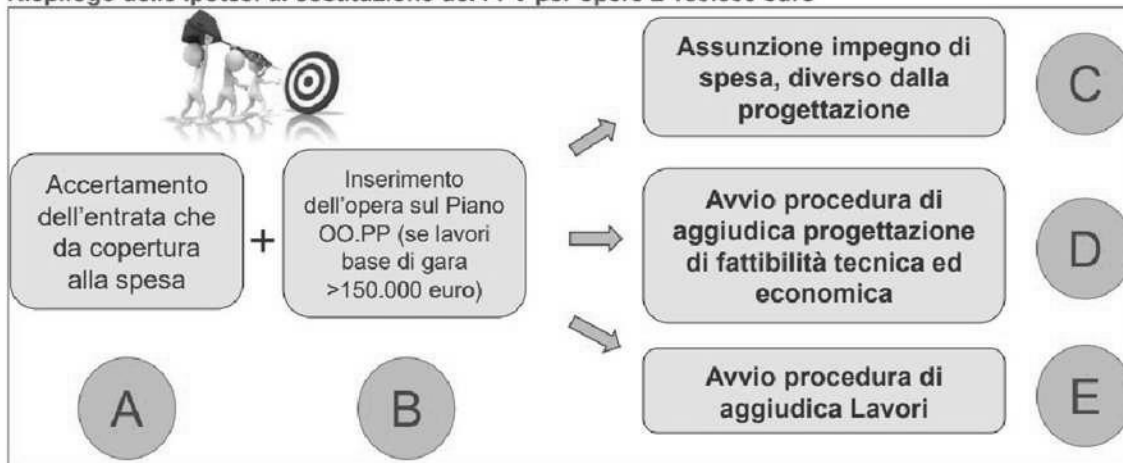 Accertamento
dell'entrata che
da copertura
alla spesa
+
Inserimento
dell'opera sul Piano
OO.PP (se lavori
base di gara
>150.000 euro)
Assunzione impegno di
spesa, diverso dalla
progettazione
C
Avvio procedura di
aggiudica progettazione
di fattibilità tecnica ed
economica
D
Avvio procedura di
aggiudica Lavori
E
A
B